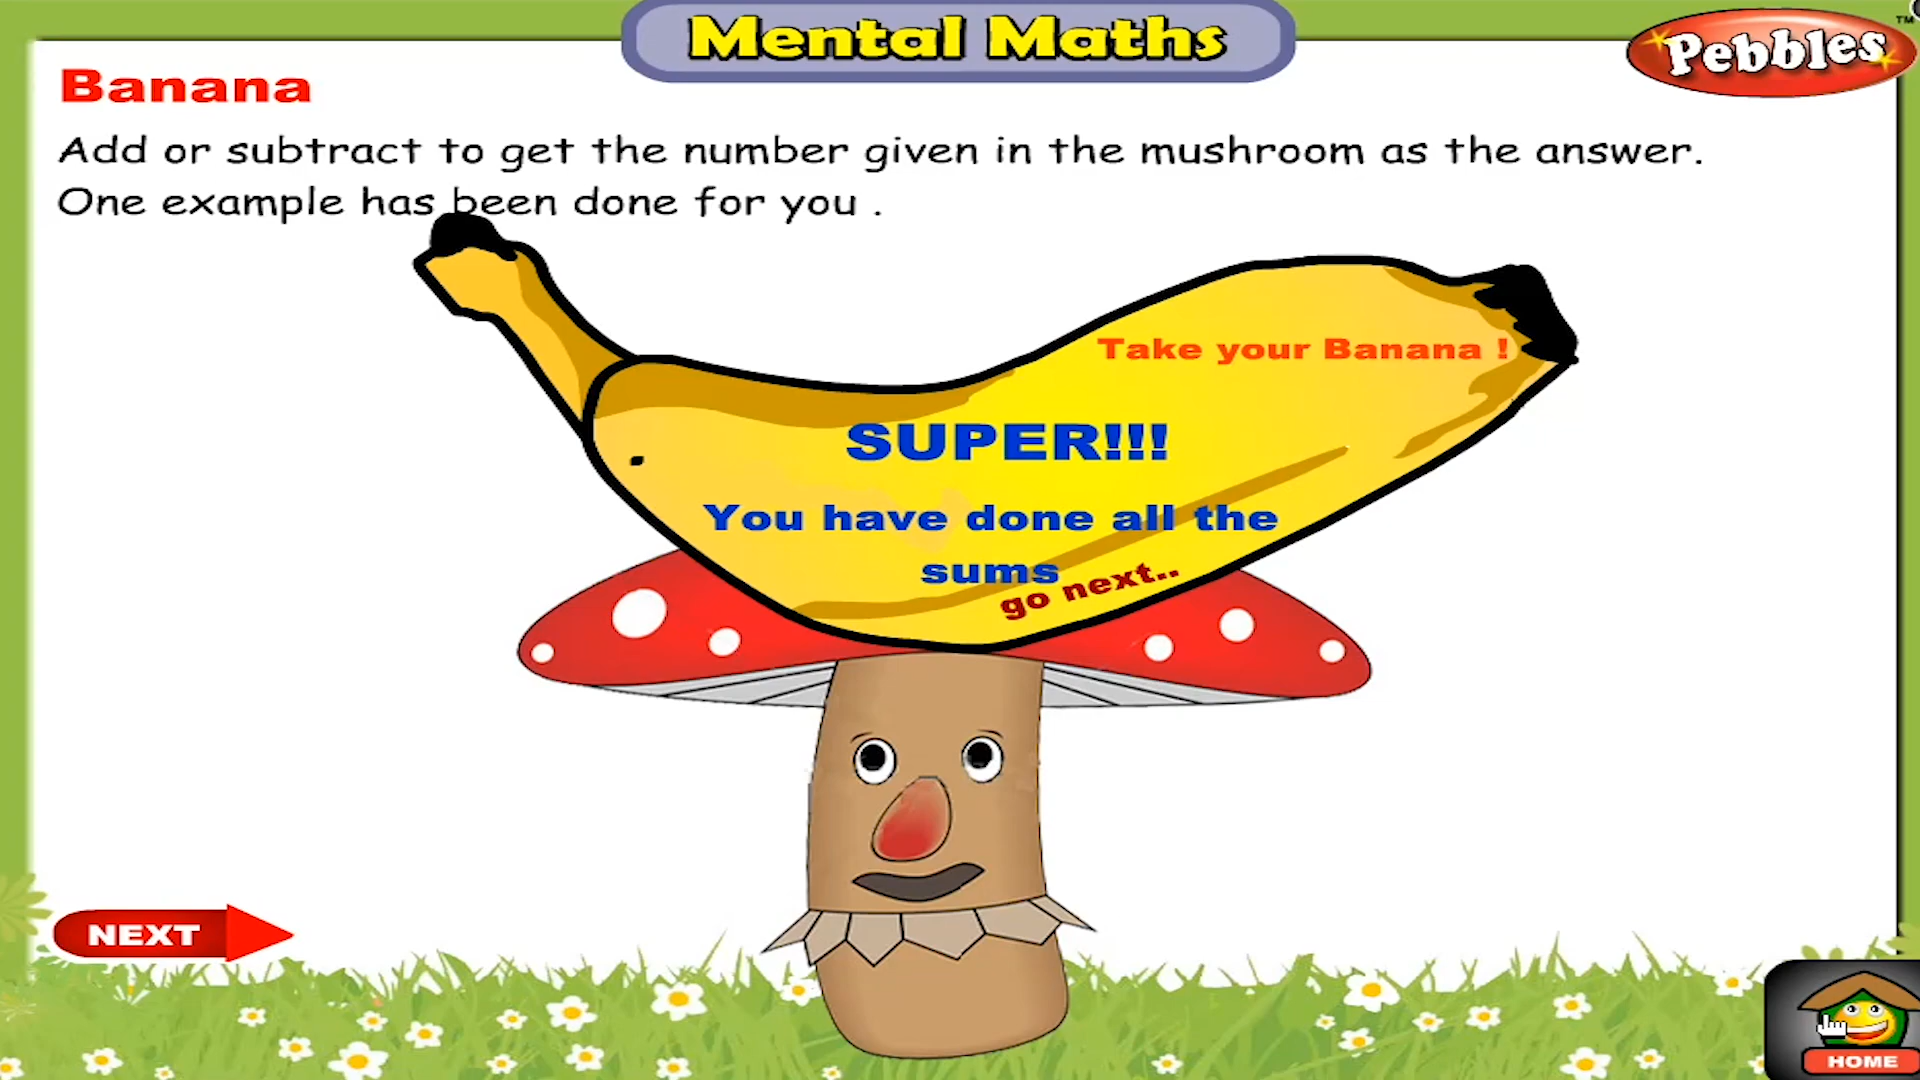 Mental Maths
Pebbles™
Banana
Add or subtract to get the number given in the mushroom as the answer.
One example has been done for you .
Take your Banana !
SUPER!!!
You have done all the
sums
go next..
NEXT
HOME